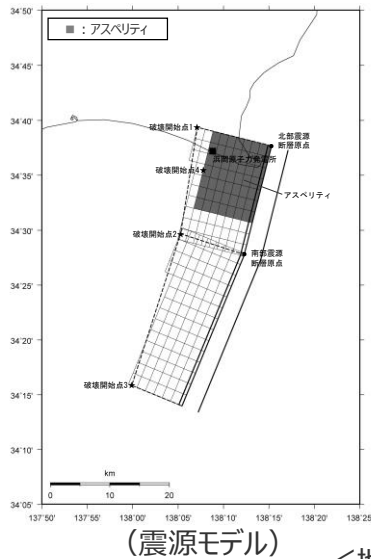 34˚50'
34˚45'
34˚40'
34˚35'
34˚30'
34˚25'
34˚20'
34˚15'
34˚10'
34˚05'
■ : アスペリティ
破壊開始点1
北部震源
断層原点
浜岡原子力発電所
破壊開始点4
アスペリティ
破壊開始点2
南部震源
断層原点
破壊開始点3
km
0 10 20
137˚50' 137˚55' 138˚00' 138˚05' 138˚10' 138˚15' 138˚20' 138˚25'
(震源モデル)